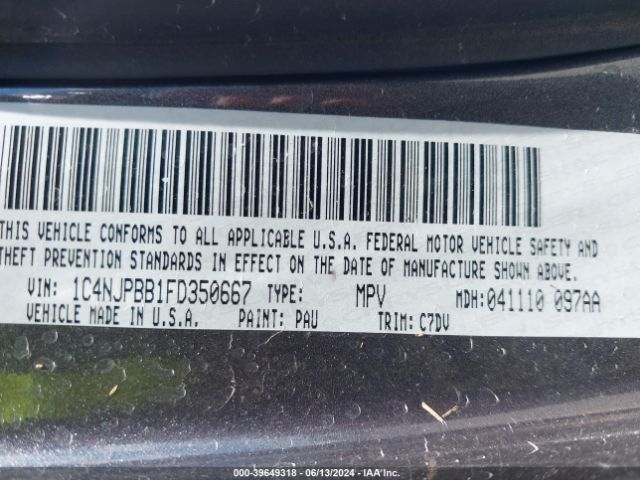 THIS VEHICLE CONFORMS TO ALL APPLICABLE U.S.A. FEDERAL MOTOR VEHICLE SAFETY AND
THEFT PREVENTION STANDARDS IN EFFECT ON THE DATE OF MANUFACTURE SHOWN ABOVE.
VIN: 1C4NJPBB1FD350667 TYPE: MPV MDH: 041110 097AA
VEHICLE MADE IN U.S.A. PAINT: PAU TRIM: C7DV
000-39649318 - 06/13/2024 - IAA Inc.